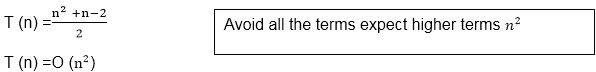 T (n) =n² +n−2/2
Avoid all the terms expect higher terms n²
T (n) =O (n²)